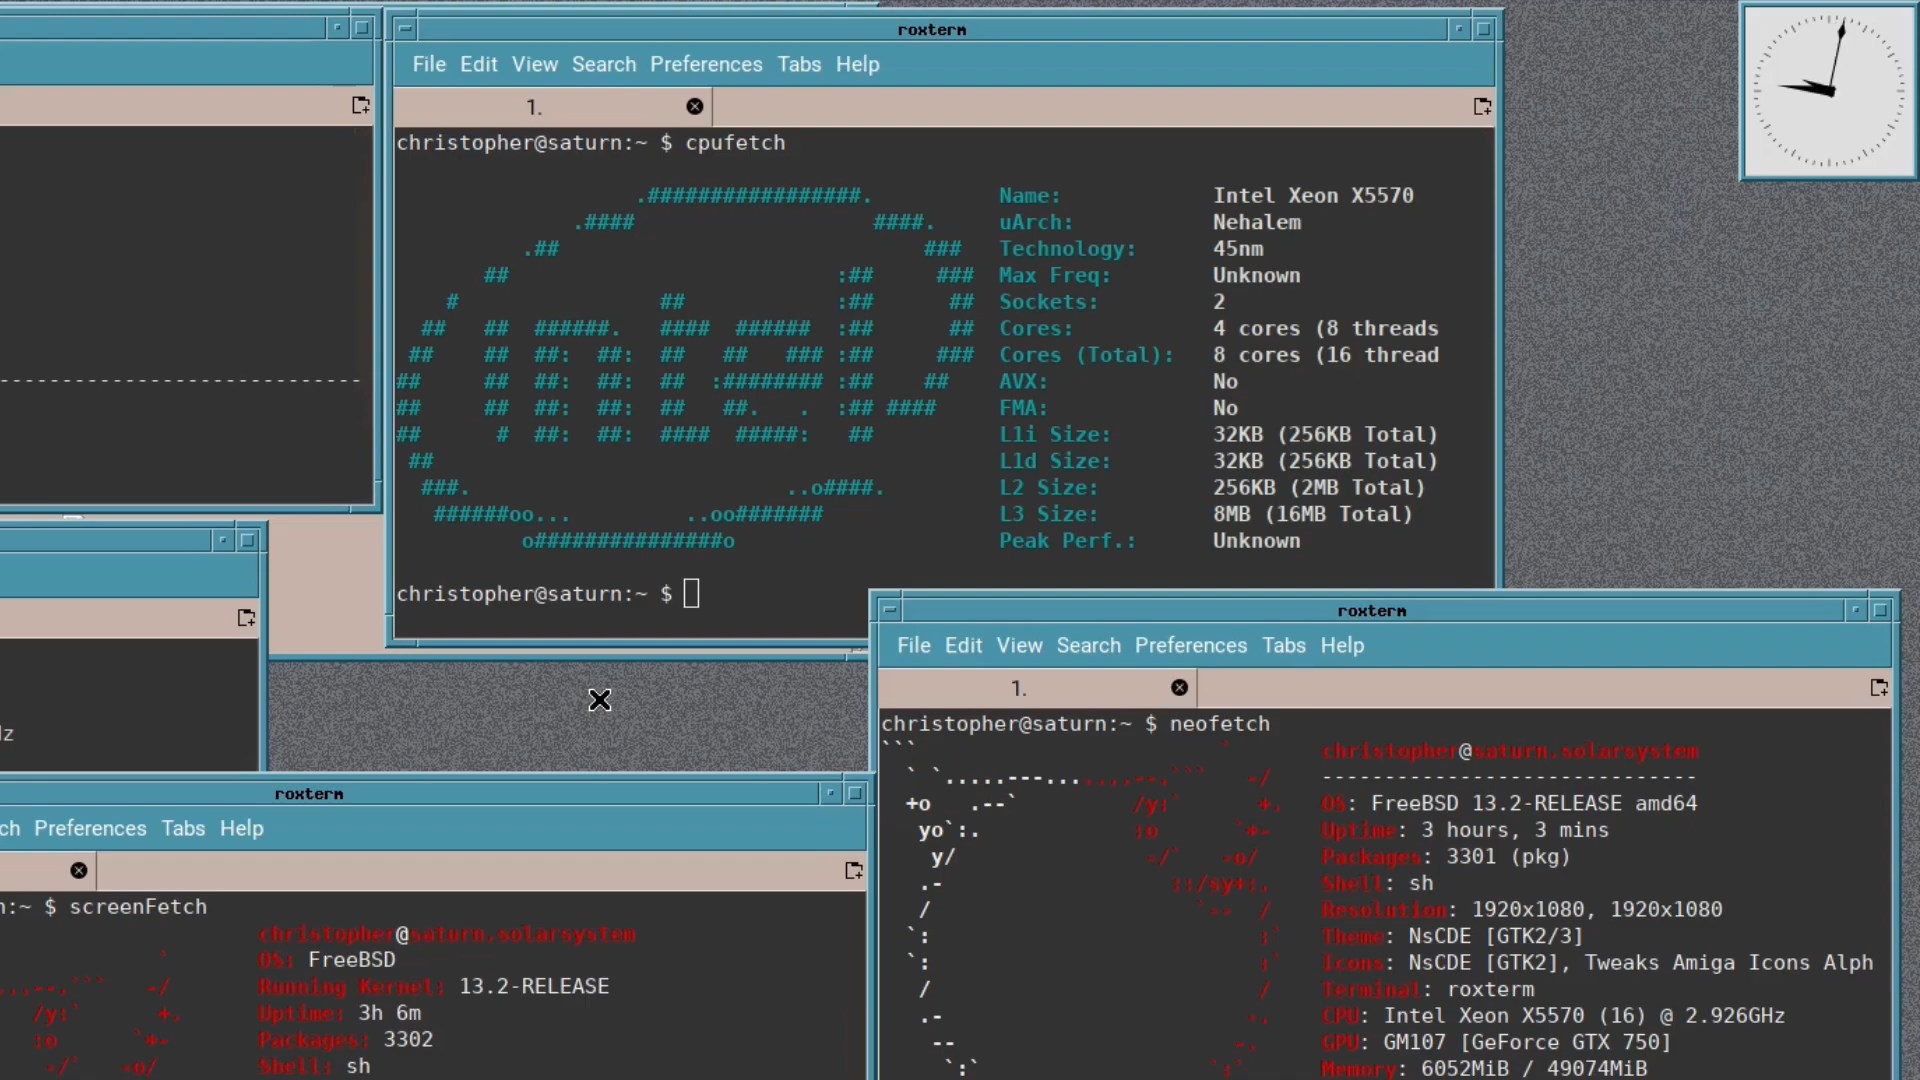 roxterm
File Edit View Search Preferences Tabs Help
1.
christopher@saturn:~ $ cpufetch
Name: Intel Xeon X5570
uArch: Nehalem
Technology: 45nm
Max Freq: Unknown
Sockets: 2
Cores: 4 cores (8 threads
Cores (Total): 8 cores (16 thread
AVX: No
FMA: No
L1i Size: 32KB (256KB Total)
L1d Size: 32KB (256KB Total)
L2 Size: 256KB (2MB Total)
L3 Size: 8MB (16MB Total)
Peak Perf.: Unknown
christopher@saturn:~ $
roxterm
File Edit View Search Preferences Tabs Help
1.
christopher@saturn:~ $ neofetch
christopher@saturn.solarsystem
-----------------------------
OS: FreeBSD 13.2-RELEASE amd64
Uptime: 3 hours, 3 mins
Packages: 3301 (pkg)
Shell: sh
Resolution: 1920x1080, 1920x1080
Theme: NsCDE [GTK2/3]
Icons: NsCDE [GTK2], Tweaks Amiga Icons Alph
Terminal: roxterm
CPU: Intel Xeon X5570 (16) @ 2.926GHz
GPU: GM107 [GeForce GTX 750]
Memory: 6052MiB / 49074MiB
roxterm
ch Preferences Tabs Help
:~ $ screenFetch
christopher@saturn.solarsystem
OS: FreeBSD
Running Kernel: 13.2-RELEASE
Uptime: 3h 6m
Packages: 3302
Shell: sh